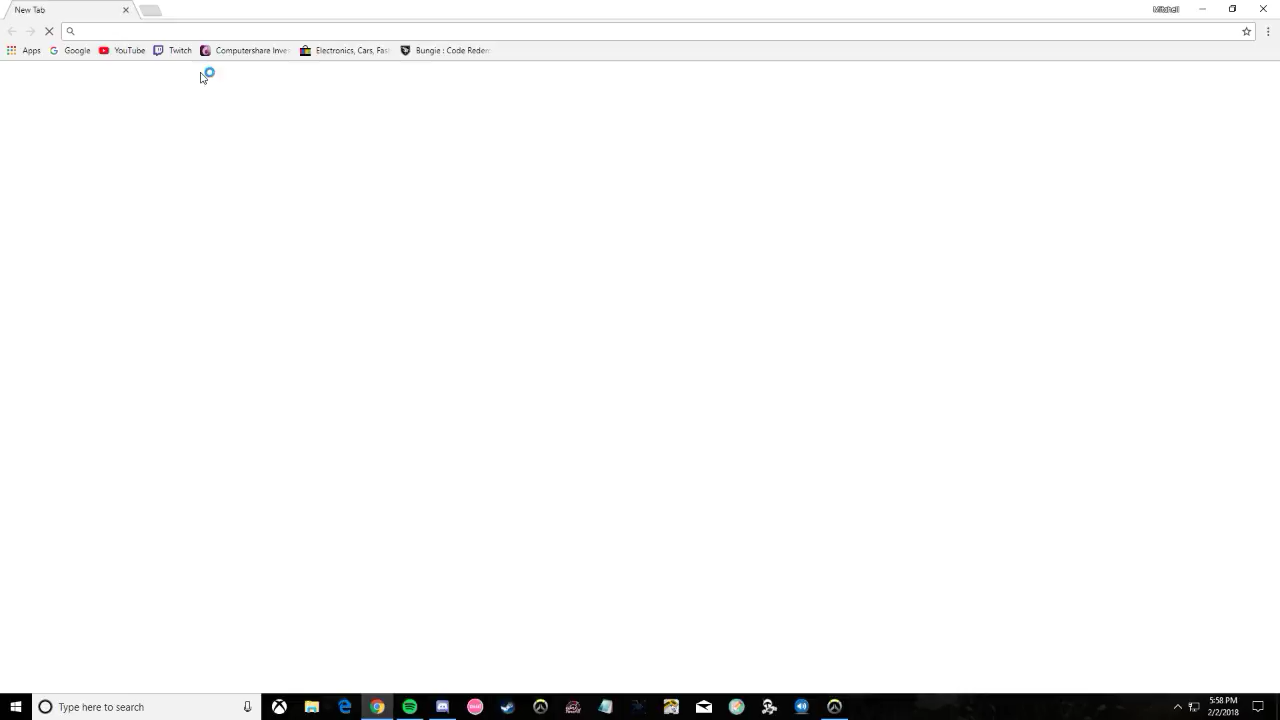 New Tab
Mitchell
Apps Google YouTube Twitch Computershare Inve Electronics, Cars, Fas Bungie : Code Redem
Type here to search
5:58 PM
2/2/2018